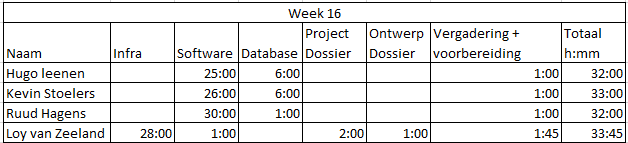 Week 16
Naam Infra Software Database Project Dossier Ontwerp Dossier Vergadering + voorbereiding Totaal h:mm
Hugo leenen 25:00 6:00 1:00 32:00
Kevin Stoelers 26:00 6:00 1:00 33:00
Ruud Hagens 30:00 1:00 1:00 32:00
Loy van Zeeland 28:00 1:00 2:00 1:00 1:45 33:45